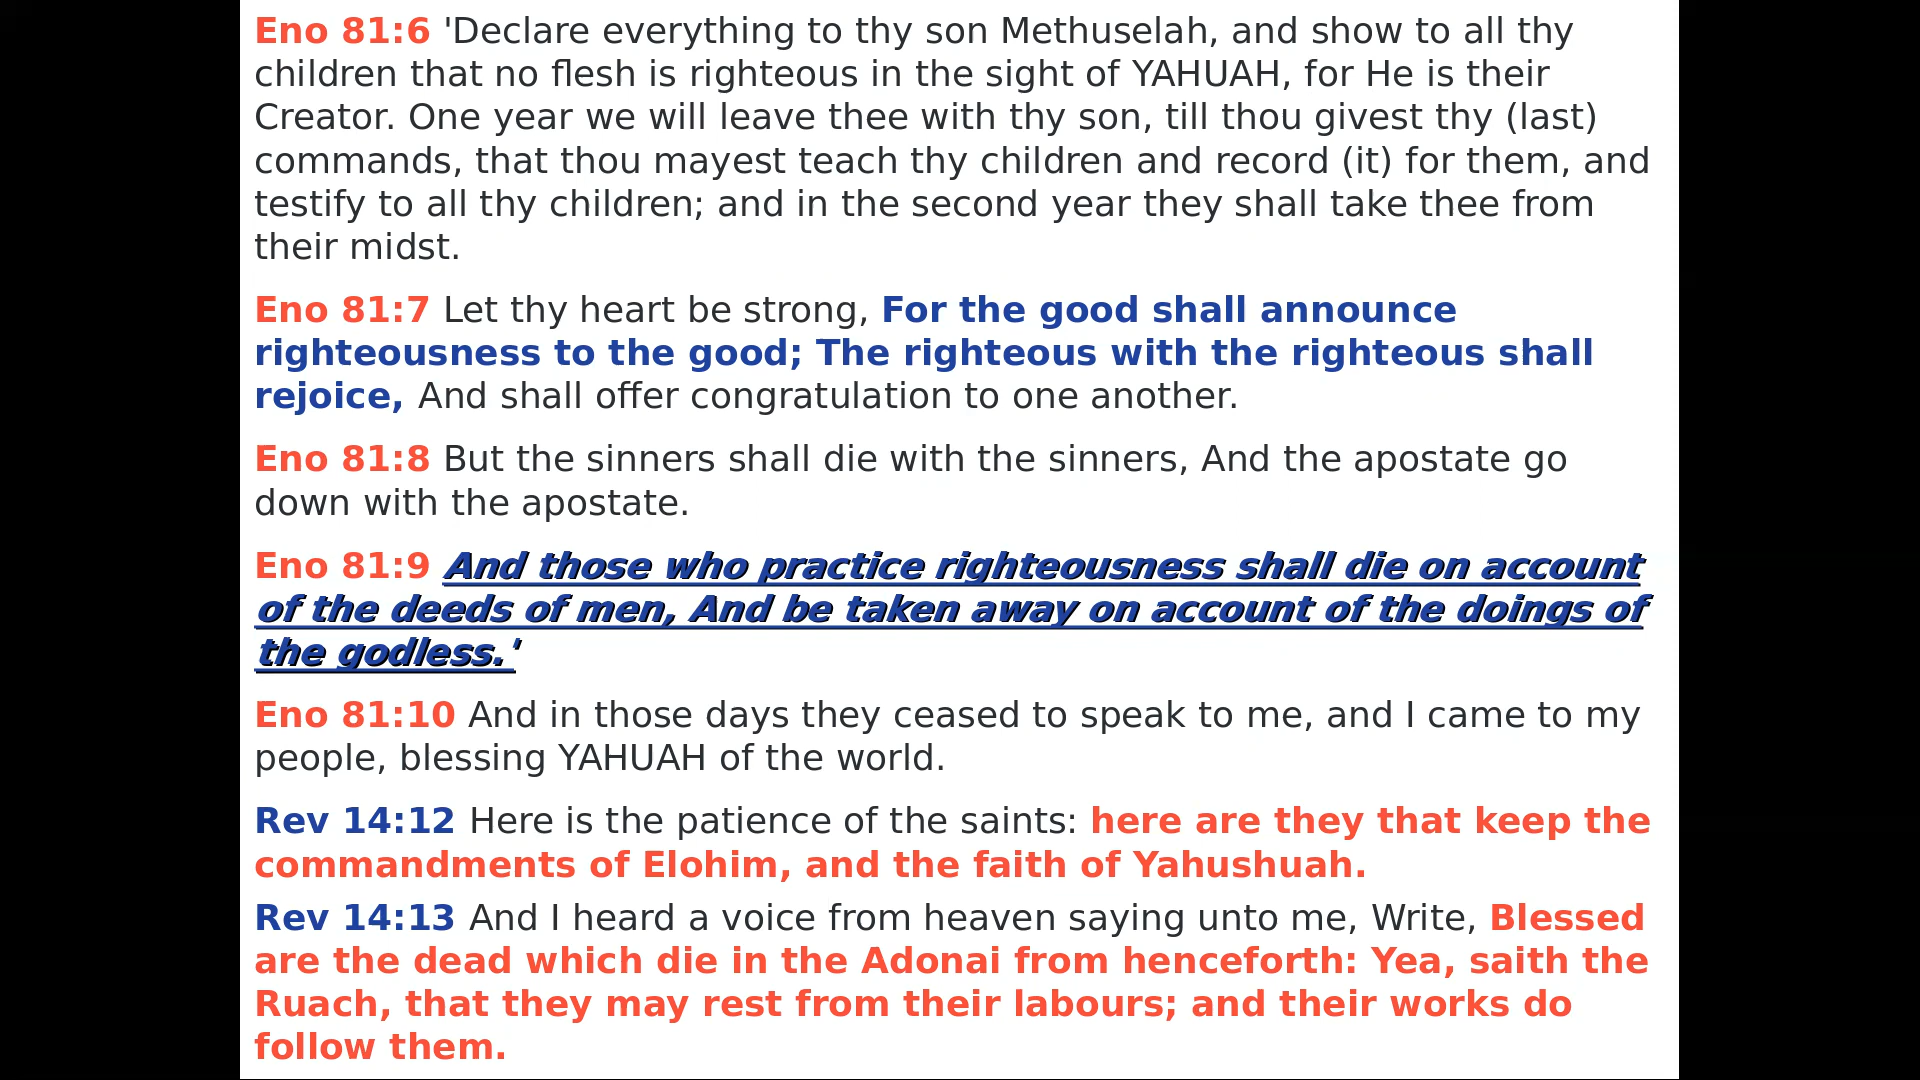 Eno 81:6 'Declare everything to thy son Methuselah, and show to all thy
children that no flesh is righteous in the sight of YAHUAH, for He is their
Creator. One year we will leave thee with thy son, till thou givest thy (last)
commands, that thou mayest teach thy children and record (it) for them, and
testify to all thy children; and in the second year they shall take thee from
their midst.
Eno 81:7 Let thy heart be strong, For the good shall announce
righteousness to the good; The righteous with the righteous shall
rejoice, And shall offer congratulation to one another.
Eno 81:8 But the sinners shall die with the sinners, And the apostate go
down with the apostate.
Eno 81:9 And those who practice righteousness shall die on account
of the deeds of men, And be taken away on account of the doings of
the godless.'
Eno 81:10 And in those days they ceased to speak to me, and I came to my
people, blessing YAHUAH of the world.
Rev 14:12 Here is the patience of the saints: here are they that keep the
commandments of Elohim, and the faith of Yahushuah.
Rev 14:13 And I heard a voice from heaven saying unto me, Write, Blessed
are the dead which die in the Adonai from henceforth: Yea, saith the
Ruach, that they may rest from their labours; and their works do
follow them.